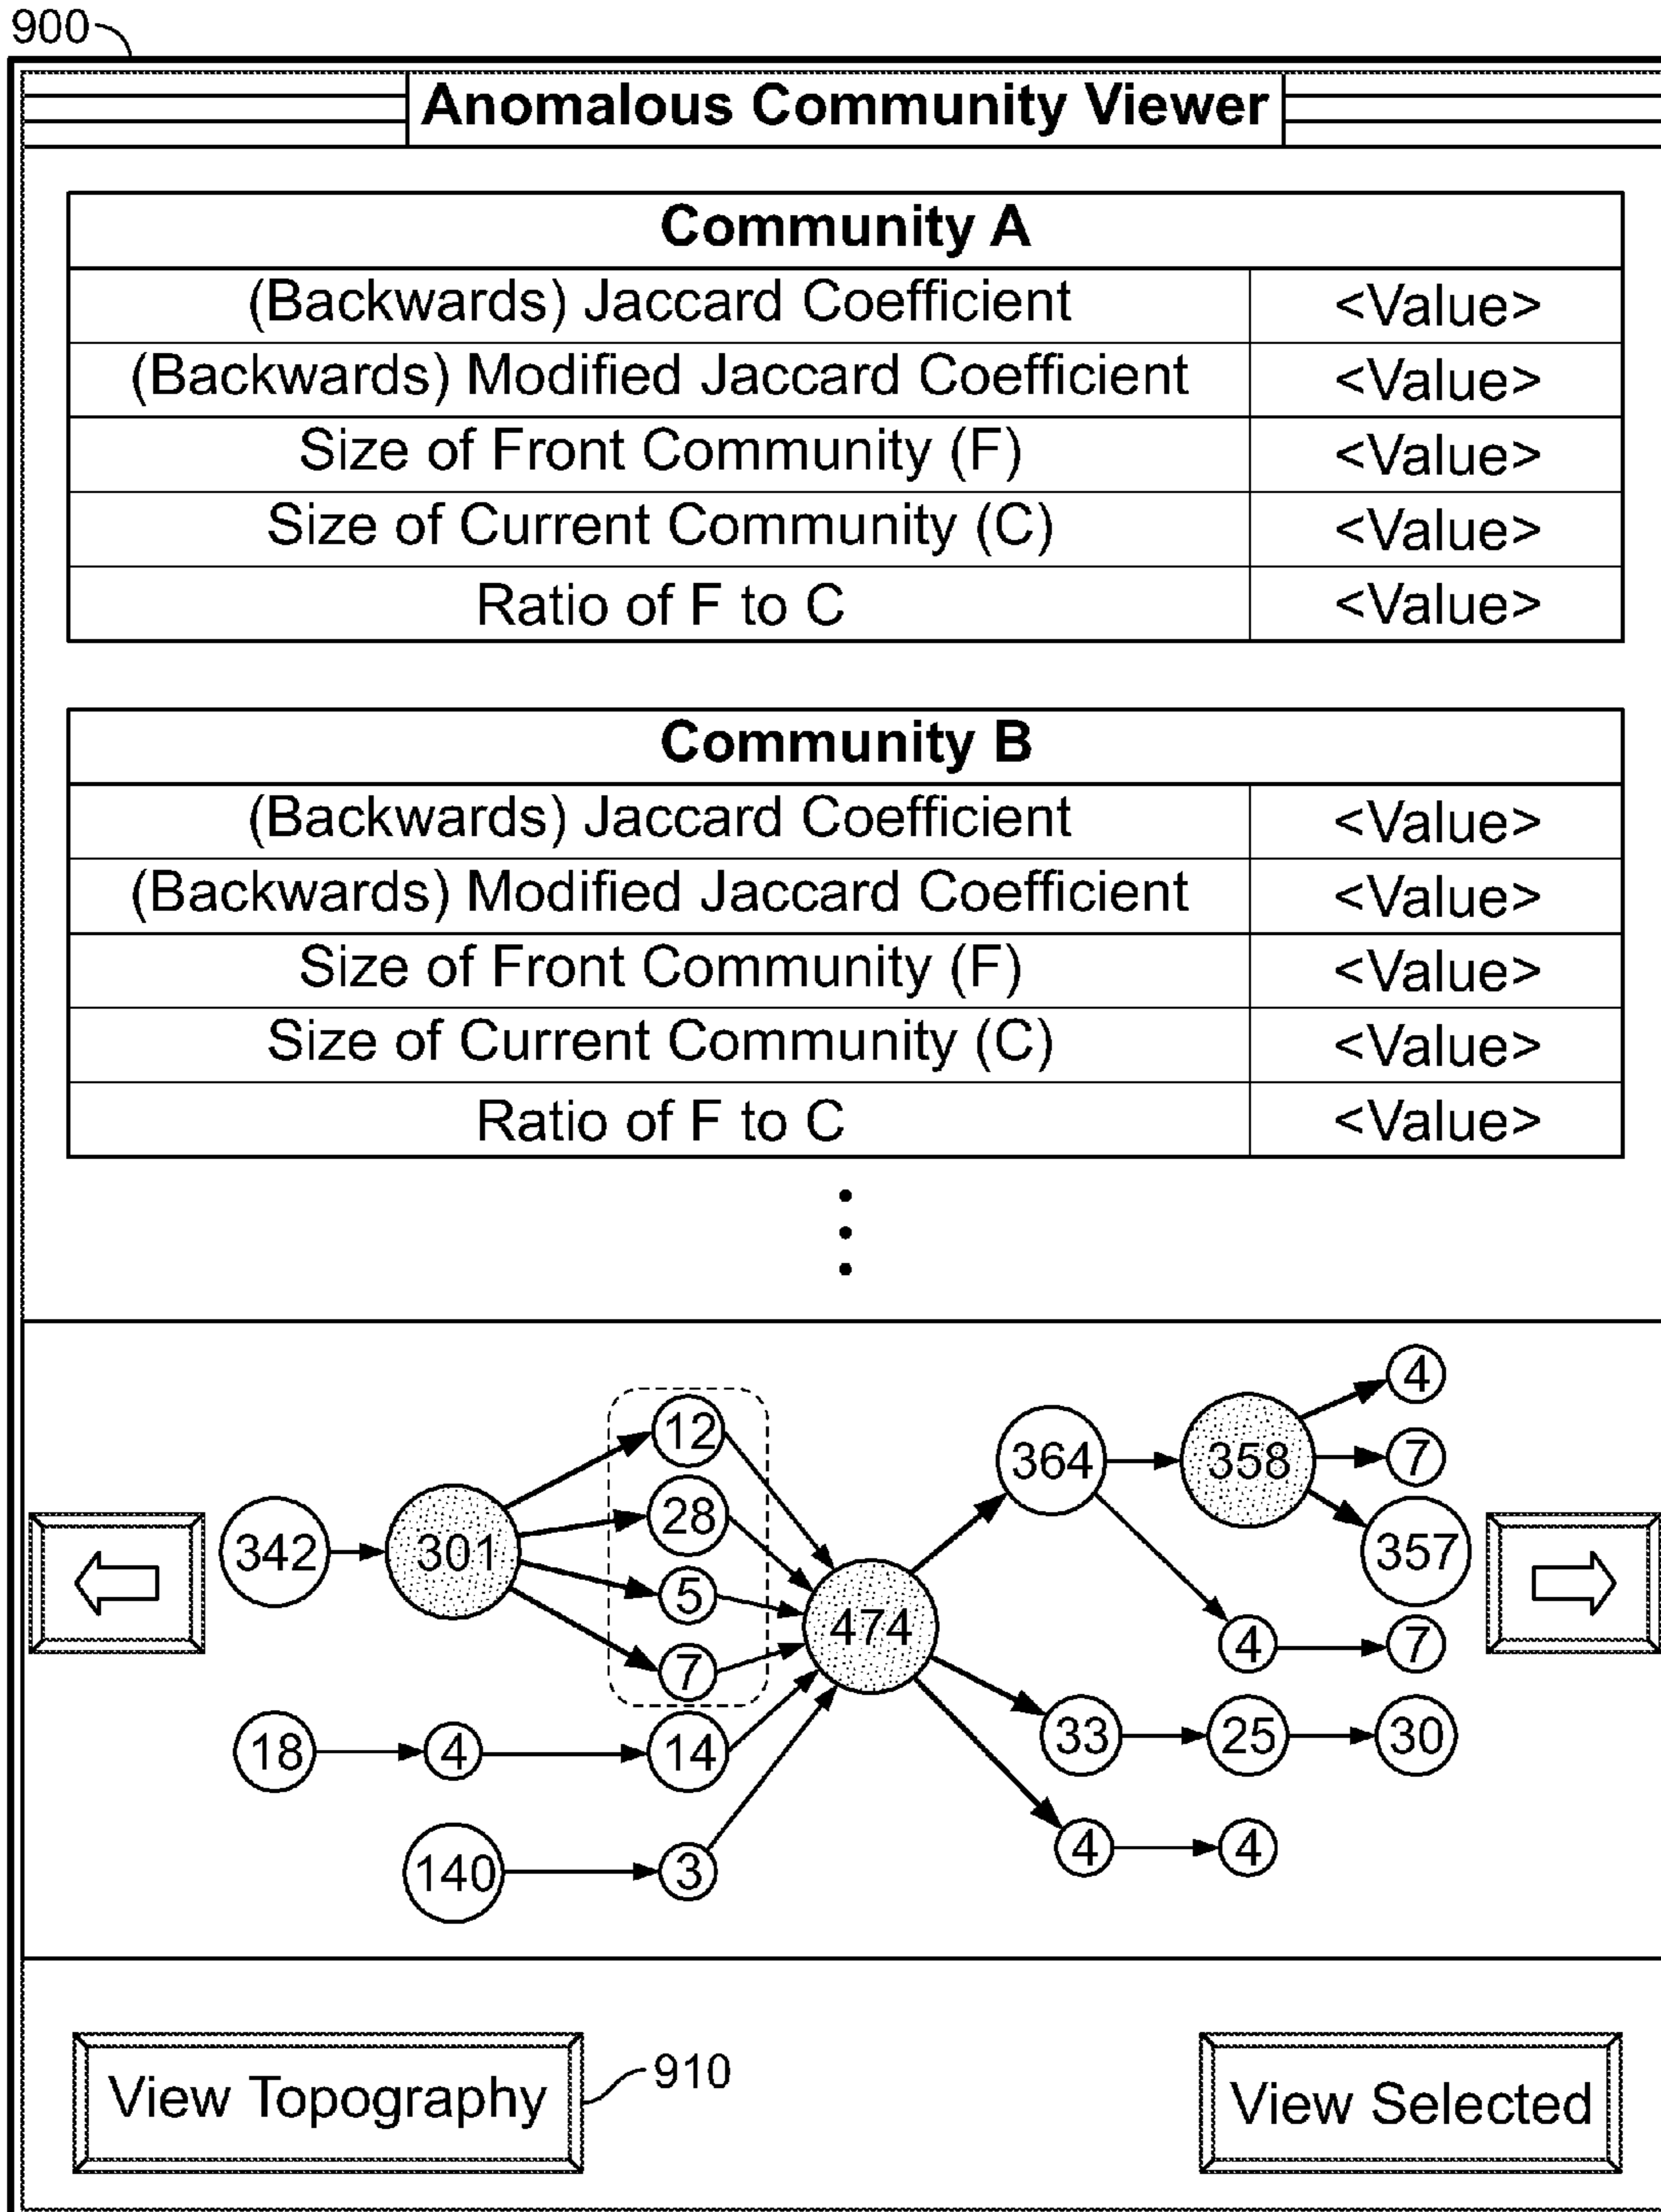 900
Anomalous Community Viewer
Community A
(Backwards) Jaccard Coefficient <Value>
(Backwards) Modified Jaccard Coefficient <Value>
Size of Front Community (F) <Value>
Size of Current Community (C) <Value>
Ratio of F to C <Value>
Community B
(Backwards) Jaccard Coefficient <Value>
(Backwards) Modified Jaccard Coefficient <Value>
Size of Front Community (F) <Value>
Size of Current Community (C) <Value>
Ratio of F to C <Value>
4
12 364 358 7
28
342 301 357
5
474
7 4 7
18 4 14 33 25 30
4 4
140 3
View Topography 910 View Selected